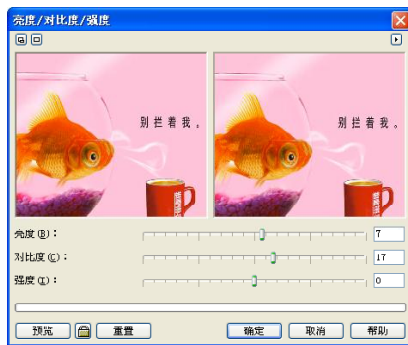 亮度/对比度/强度
别拦着我。
别拦着我。
亮度(B):
7
对比度(C):
17
强度(I):
0
预览
重置
确定
取消
帮助